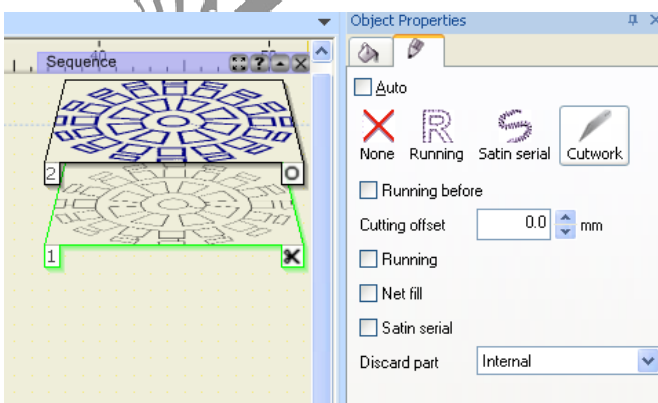 Object Properties
40
50
Sequence
Auto
None Running Satin serial Cutwork
2
Running before
Cutting offset 0.0 mm
1
Running
Net fill
Satin serial
Discard part Internal